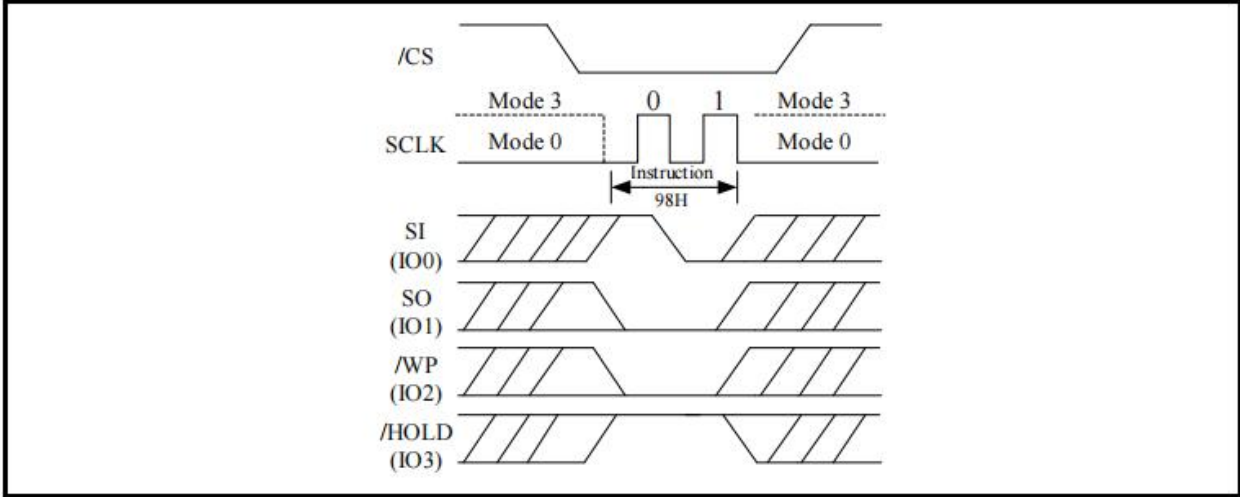 /CS
Mode 3 0 1 Mode 3
SCLK Mode 0 Mode 0
Instruction
98H
SI
(IO0)
SO
(IO1)
/WP
(IO2)
/HOLD
(IO3)